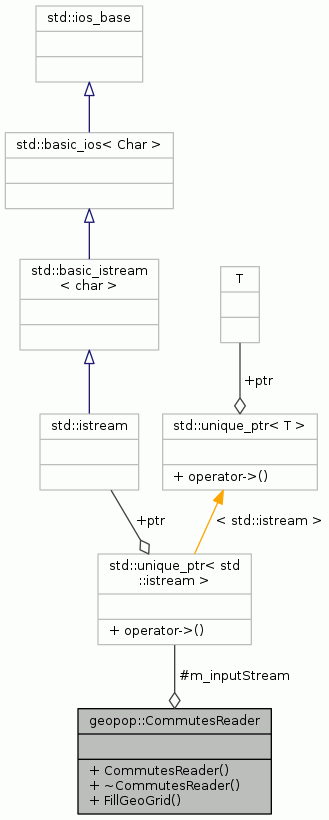 std::ios_base
std::basic_ios< Char >
std::basic_istream
< char >
T
+ptr
std::istream
std::unique_ptr< T >
+ operator->()
+ptr
< std::istream >
std::unique_ptr< std
::istream >
+ operator->()
#m_inputStream
geopop::CommutesReader
+ CommutesReader()
+ ~CommutesReader()
+ FillGeoGrid()